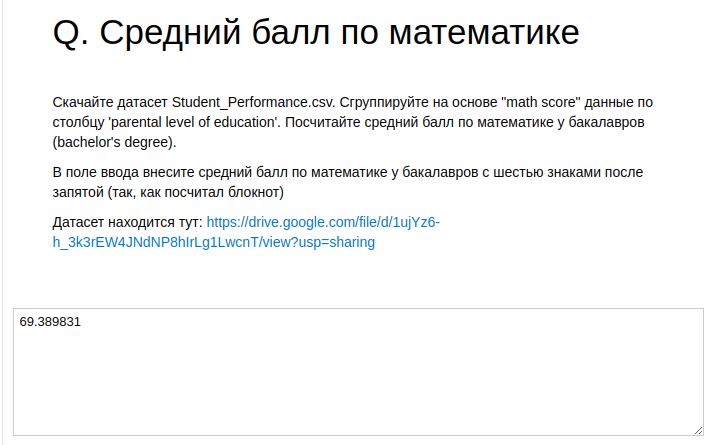 Q. Средний балл по математике
Скачайте датасет Student_Performance.csv. Сгруппируйте на основе "math score" данные по
столбцу 'parental level of education'. Посчитайте средний балл по математике у бакалавров
(bachelor's degree).
В поле ввода внесите средний балл по математике у бакалавров с шестью знаками после
запятой (так, как посчитал блокнот)
Датасет находится тут: https://drive.google.com/file/d/1ujYz6-
h_3k3rEW4JNdNP8hIrLg1LwcnT/view?usp=sharing
69.389831